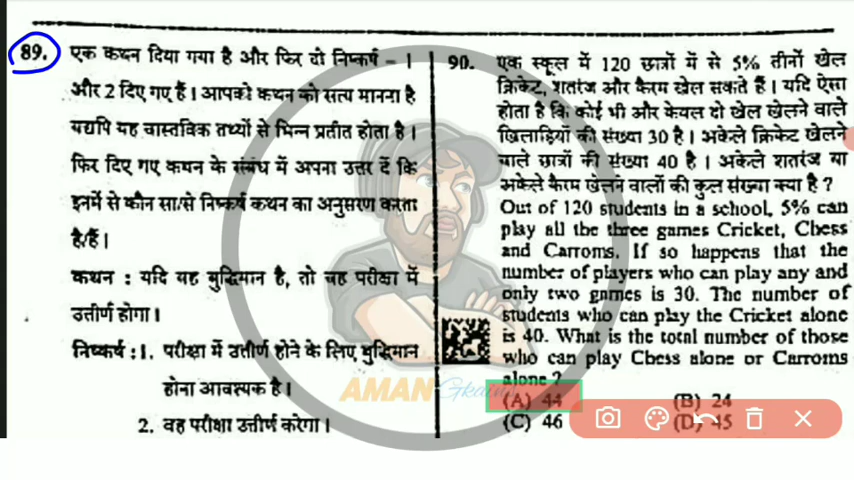 89. एक कथन दिया गया है और फिर दो निष्कर्ष – 1
और 2 दिए गए हैं। आपको कथन को सत्य मानना है
यद्यपि यह वास्तविक तथ्यों से भिन्न प्रतीत होता है।
फिर दिए गए कथन के संबंध में अपना उत्तर दें कि
इनमें से कौन सा/से निष्कर्ष कथन का अनुसरण करता
है/हैं।
कथन : यदि यह बुद्धिमान है, तो वह परीक्षा में
उतीर्ण होगा।
निष्कर्ष : 1. परीक्षा में उत्तीर्ण होने के लिए बुद्धिमान
होना आवश्यक है।
2. वह परीक्षा उत्तीर्ण करेगा।
90. एक स्कूल में 120 छात्रों में से 5% तीनों खेल
क्रिकेट, शतरंज और कैरम खेल सकते हैं। यदि ऐसा
होता है कि कोई भी और केवल दो खेल खेलने वाले
खिलाड़ियों की संख्या 30 है। अकेले क्रिकेट खेलने
वाले छात्रों की संख्या 40 है। अकेले शतरंज या
अकेले कैरम खेलने वालों की कुल संख्या क्या है ?
Out of 120 students in a school, 5% can
play all the three games Cricket, Chess
and Carroms. If so happens that the
number of players who can play any and
only two games is 30. The number of
students who can play the Cricket alone
is 40. What is the total number of those
who can play Chess alone or Carroms
alone ?
(A) 44 (B) 24
(C) 46 (D) 45
AMAN